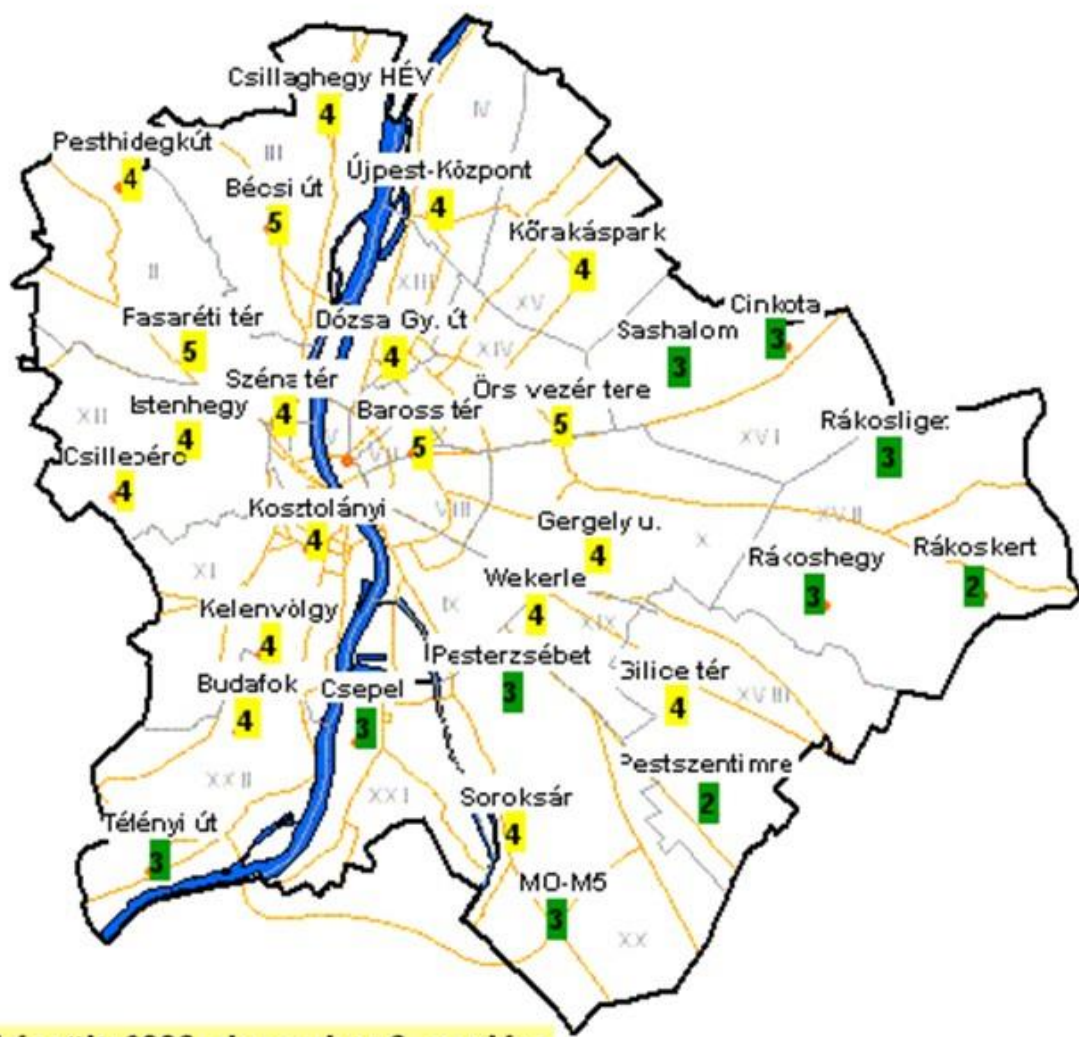 Csillaghegy HÉV
4
IV
Pesthidegkút
4
III
Bécsi út
5
Újpest-Központ
4
Kőrakáspark
4
II
XIII
XV
Fasaréti tér
5
Dózsa Gy. út
4
XIV
Sashalom
3
Cinkota
3
XII
Istenhegy
4
Széna tér
4
Baross tér
5
Örs vezér tere
5
XVI
Rákosliget
3
Csillebérc
4
Kosztolányi
4
VIII
Gergely u.
4
X
XVII
Rákoshegy
3
Rákoskert
2
XI
Kelenvölgy
4
IX
Wekerle
4
XIX
Budafok
4
Csepel
3
Pesterzsébet
3
Gilice tér
4
XVIII
XXII
XXI
Soroksár
4
Pestszentimre
2
Tétényi út
3
MO-M5
3
XX